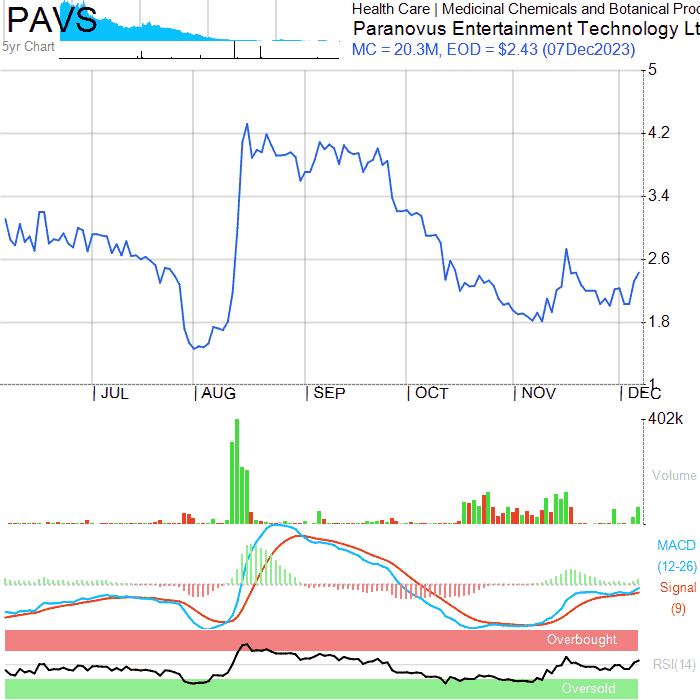 PAVS
5yr Chart
Health Care | Medicinal Chemicals and Botanical Proc
Paranovus Entertainment Technology Lt
MC = 20.3M, EOD = $2.43 (07Dec2023)
5
4.2
3.4
2.6
1.8
1
JUL
AUG
SEP
OCT
NOV
DEC
402k
Volume
MACD
(12-26)
Signal
(9)
Overbought
RSI(14)
Oversold